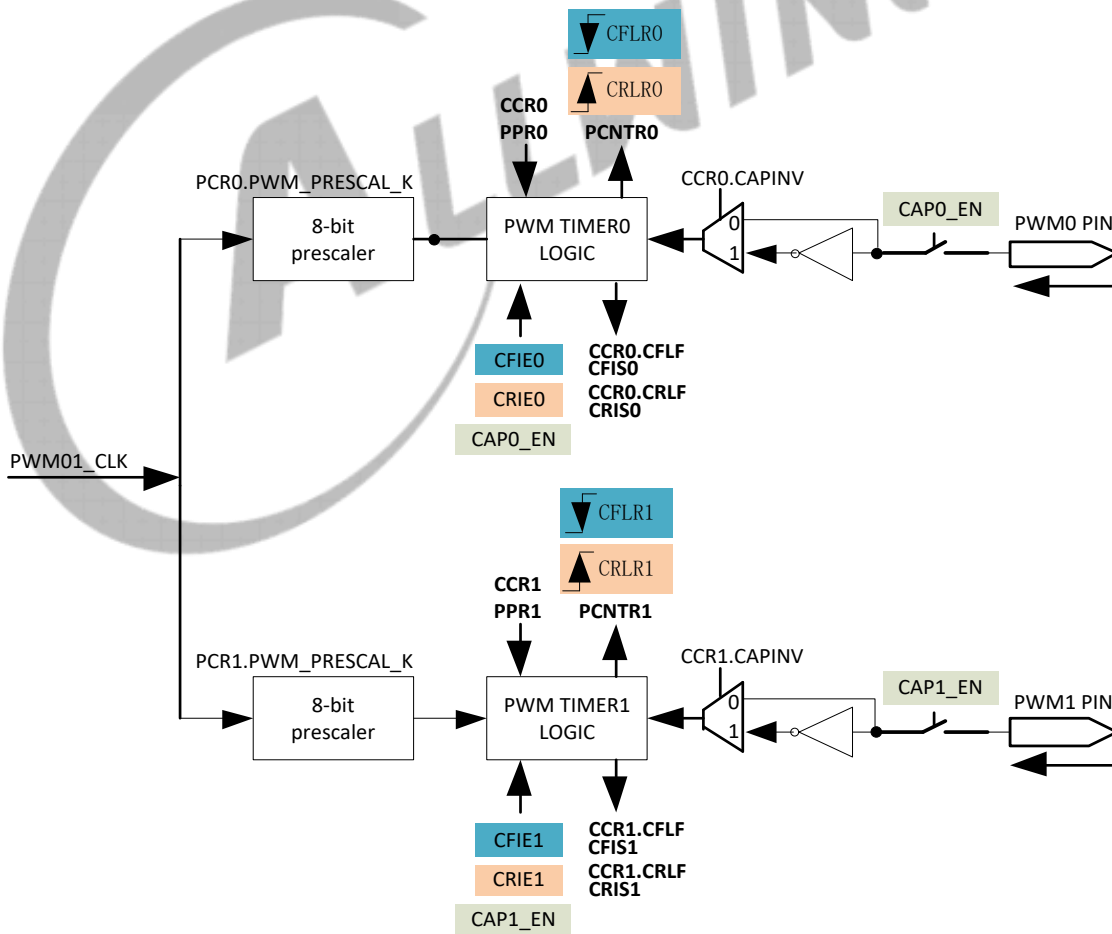 ALLWIN
CFLR0
CRLR0
CCR0
PPR0
PCNTR0
PCR0.PWM_PRESCAL_K
CCR0.CAPINV
8-bit
prescaler
PWM TIMER0
LOGIC
0
1
CAP0_EN
PWM0 PIN
CFIE0
CRIE0
CAP0_EN
CCR0.CFLF
CFIS0
CCR0.CRLF
CRIS0
PWM01_CLK
CFLR1
CRLR1
CCR1
PPR1
PCNTR1
PCR1.PWM_PRESCAL_K
CCR1.CAPINV
8-bit
prescaler
PWM TIMER1
LOGIC
0
1
CAP1_EN
PWM1 PIN
CFIE1
CRIE1
CAP1_EN
CCR1.CFLF
CFIS1
CCR1.CRLF
CRIS1